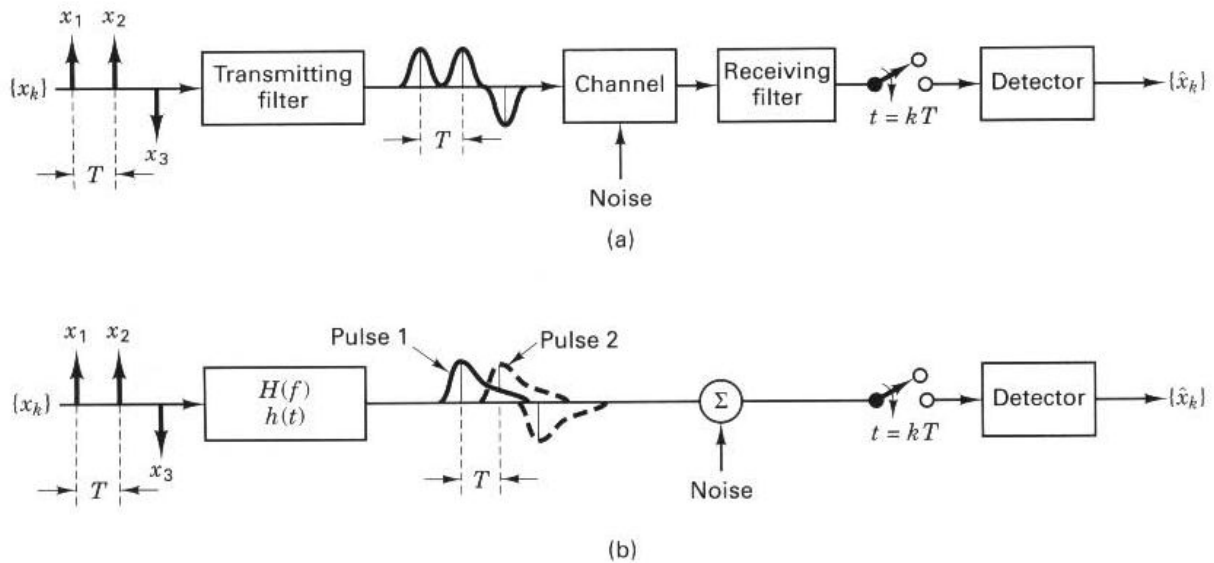 x₁ x₂
{xₖ}
x₃
T
Transmitting
filter
T
Channel
Noise
Receiving
filter
t = kT
Detector
{x̂ₖ}
(a)
x₁ x₂
{xₖ}
x₃
T
H(f)
h(t)
Pulse 1
Pulse 2
T
Σ
Noise
t = kT
Detector
{x̂ₖ}
(b)